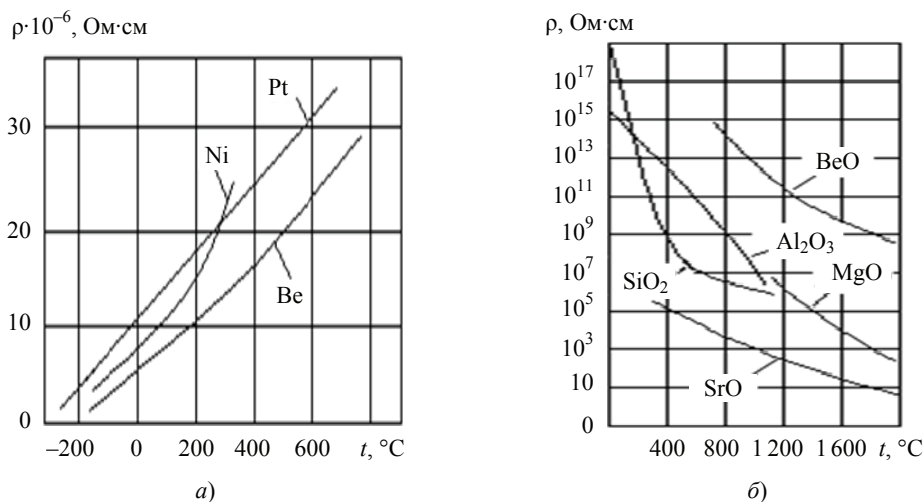 ρ·10⁻⁶, Ом·см
30
20
10
0
Pt
Ni
Be
–200 0 200 400 600 t, °C
а)
ρ, Ом·см
10¹⁷
10¹⁵
10¹³
10¹¹
10⁹
10⁷
10⁵
10³
10
0
BeO
Al₂O₃
SiO₂
MgO
SrO
400 800 1 200 1 600 t, °C
б)